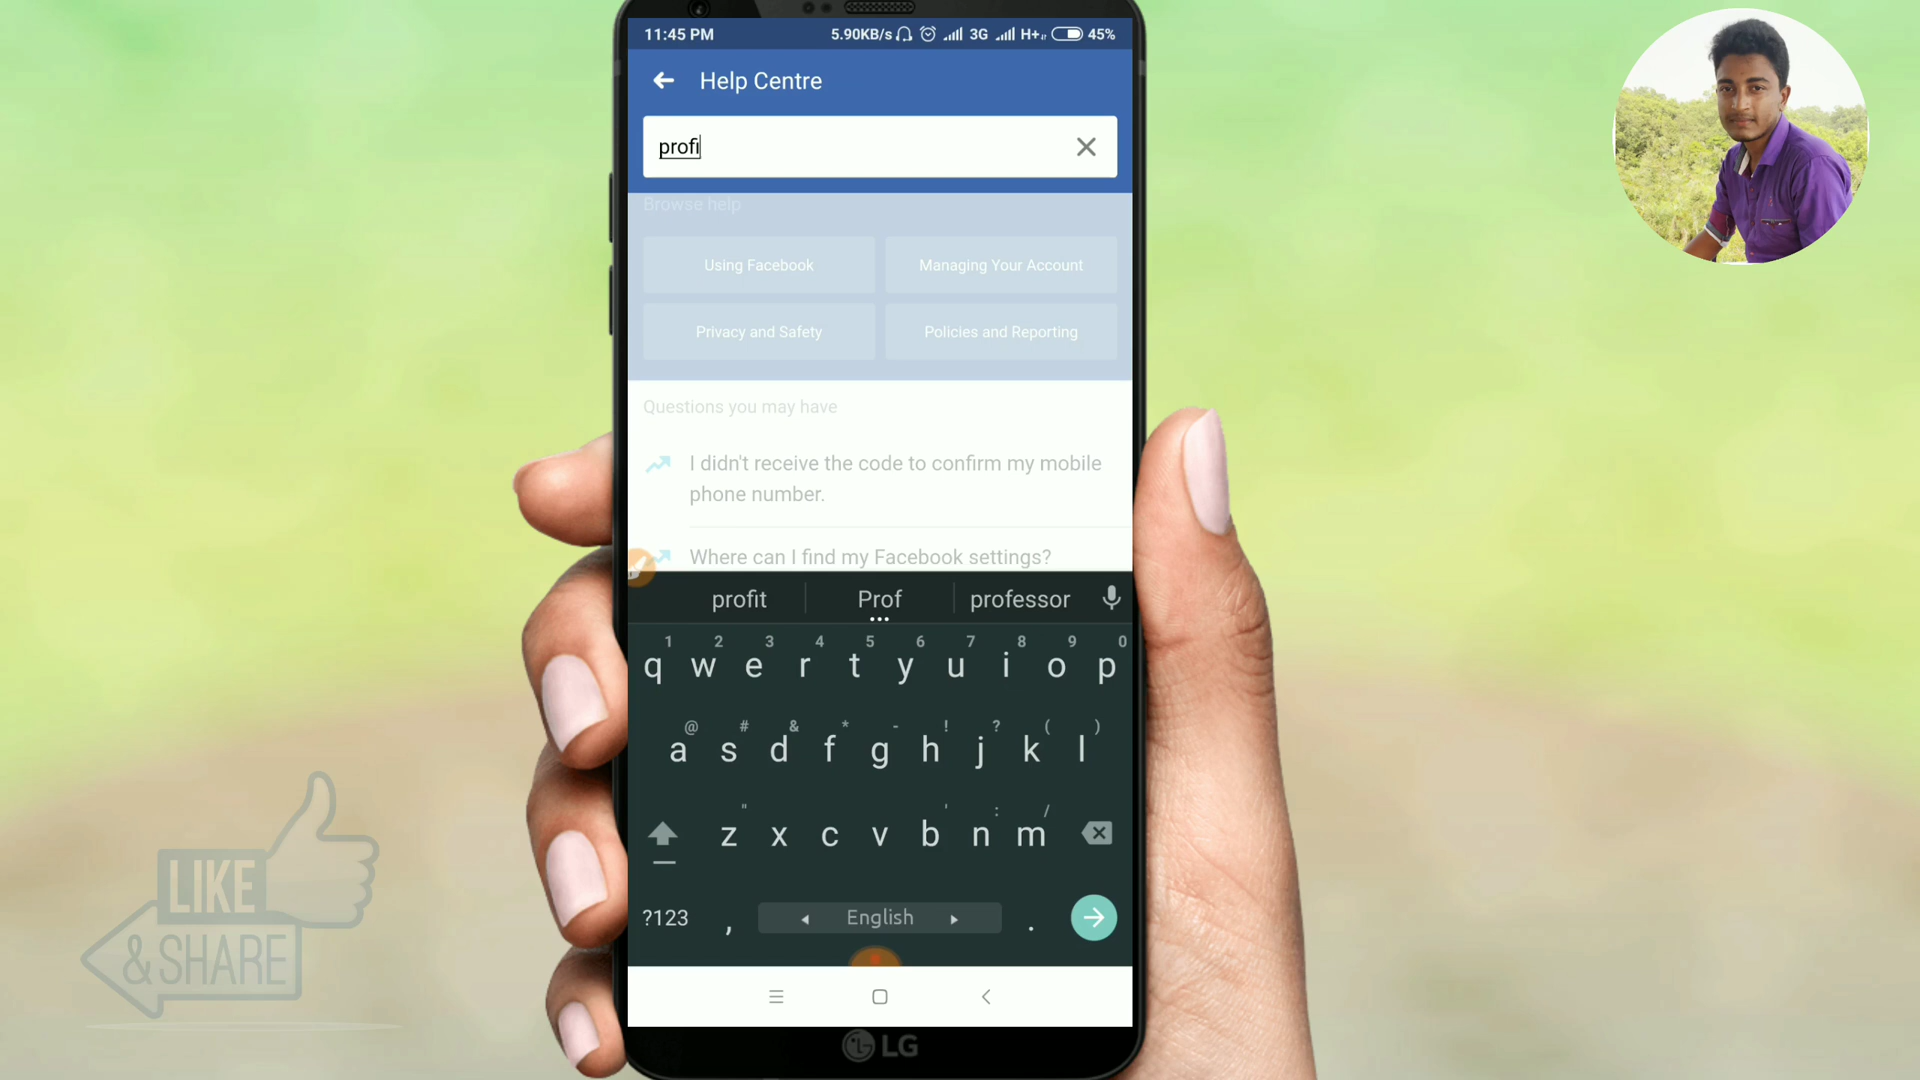 11:45 PM 5.90KB/s 3G H+ 45%
Help Centre
profi
Browse help
Using Facebook Managing Your Account
Privacy and Safety Policies and Reporting
Questions you may have
I didn't receive the code to confirm my mobile
phone number.
Where can I find my Facebook settings?
profit Prof professor
1 2 3 4 5 6 7 8 9 0
q w e r t y u i o p
@ # & * - ! ? ( )
a s d f g h j k l
" ' : /
z x c v b n m
?123 , English .
LG
LIKE
& SHARE